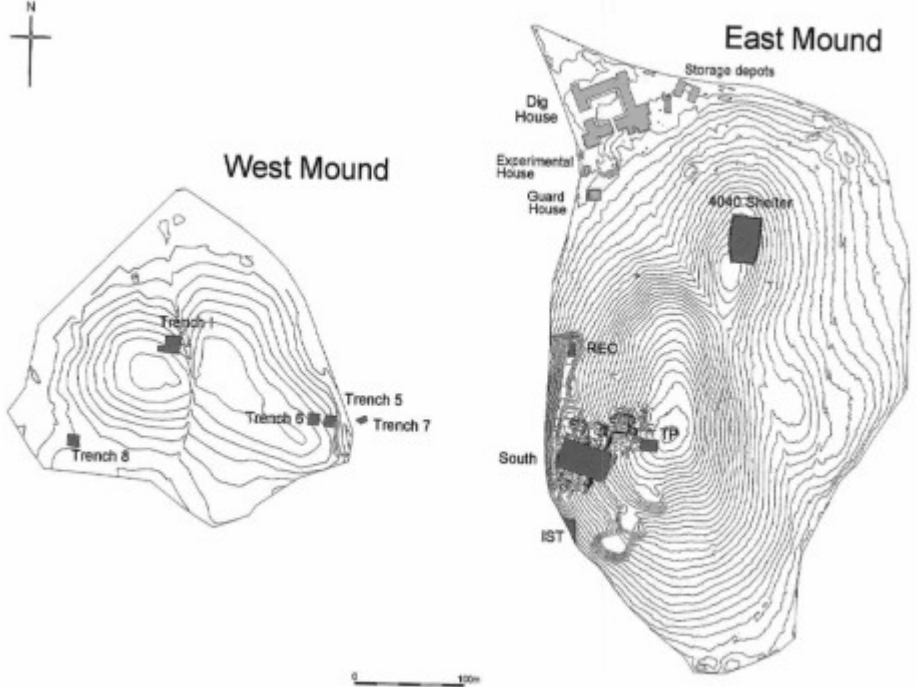 N
East Mound
Storage depots
Dig
House
Experimental
House
Guard
House
4040 Shelter
West Mound
Trench I
REC
Trench 5
Trench 6
Trench 7
TP
South
Trench 8
IST
0
100m